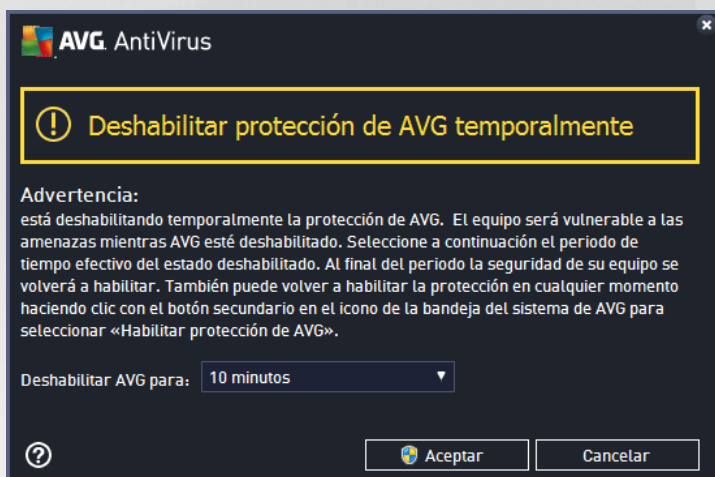 AVG. AntiVirus
Deshabilitar protección de AVG temporalmente
Advertencia:
está deshabilitando temporalmente la protección de AVG. El equipo será vulnerable a las
amenazas mientras AVG esté deshabilitado. Seleccione a continuación el periodo de
tiempo efectivo del estado deshabilitado. Al final del periodo la seguridad de su equipo se
volverá a habilitar. También puede volver a habilitar la protección en cualquier momento
haciendo clic con el botón secundario en el icono de la bandeja del sistema de AVG para
seleccionar «Habilitar protección de AVG».
Deshabilitar AVG para: 10 minutos
Aceptar Cancelar